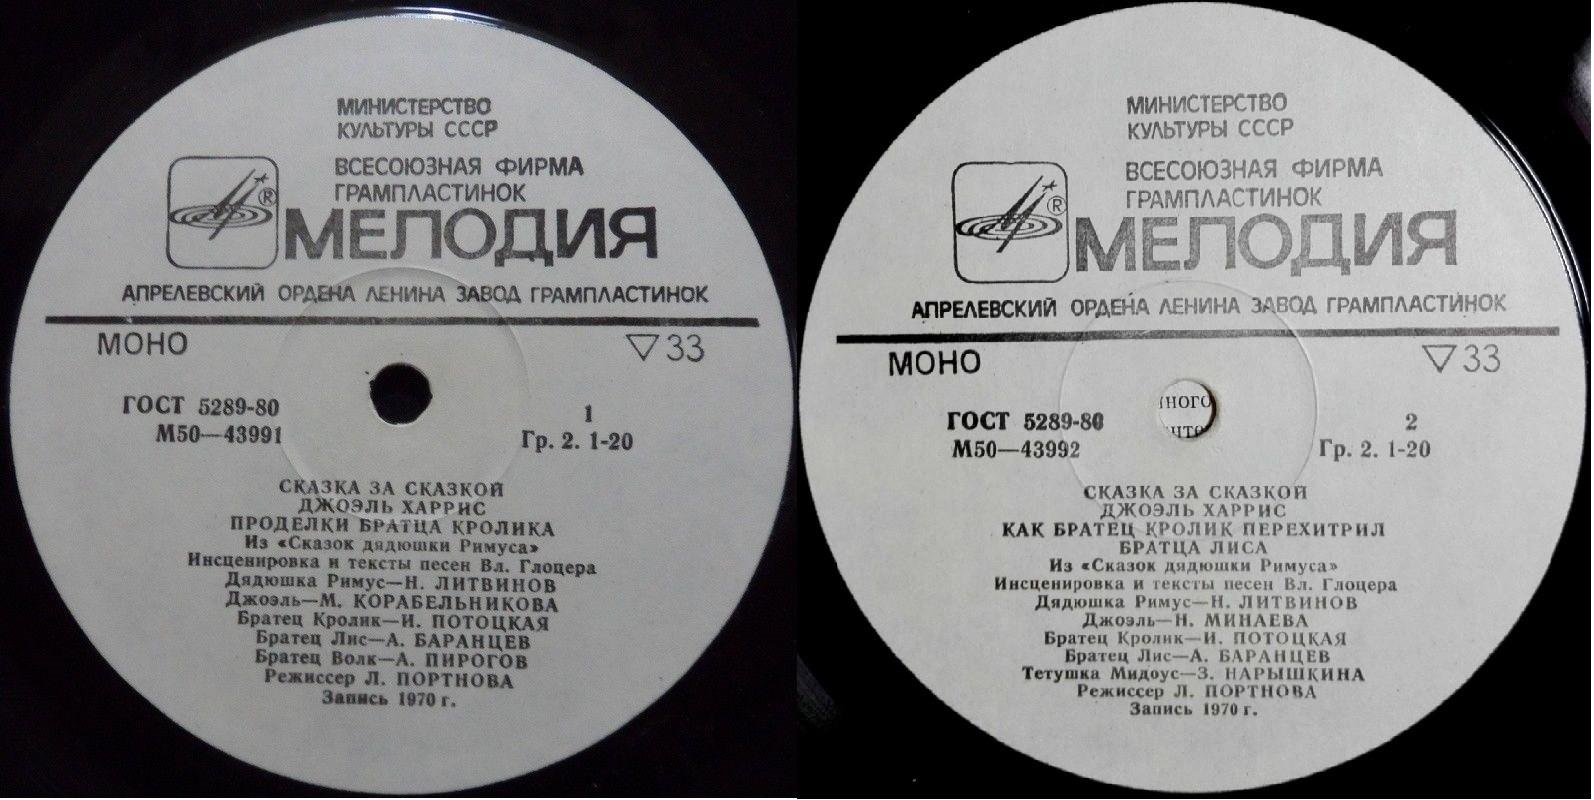 МИНИСТЕРСТВО
КУЛЬТУРЫ СССР
ВСЕСОЮЗНАЯ ФИРМА
ГРАМПЛАСТИНОК
®
МЕЛОДИЯ
АПРЕЛЕВСКИЙ ОРДЕНА ЛЕНИНА ЗАВОД ГРАМПЛАСТИНОК
МОНО ▽33
ГОСТ 5289-80 1
М50—43991 Гр. 2. 1-20
СКАЗКА ЗА СКАЗКОЙ
ДЖОЭЛЬ ХАРРИС
ПРОДЕЛКИ БРАТЦА КРОЛИКА
Из «Сказок дядюшки Римуса»
Инсценировка и тексты песен Вл. Глоцера
Дядюшка Римус—Н. ЛИТВИНОВ
Джоэль—М. КОРАБЕЛЬНИКОВА
Братец Кролик—И. ПОТОЦКАЯ
Братец Лис—А. БАРАНЦЕВ
Братец Волк—А. ПИРОГОВ
Режиссер Л. ПОРТНОВА
Запись 1970 г.
МИНИСТЕРСТВО
КУЛЬТУРЫ СССР
ВСЕСОЮЗНАЯ ФИРМА
ГРАМПЛАСТИНОК
®
МЕЛОДИЯ
АПРЕЛЕВСКИЙ ОРДЕНА ЛЕНИНА ЗАВОД ГРАМПЛАСТИНОК
МОНО ▽33
ГОСТ 5289-80 2
М50—43992 Гр. 2. 1-20
СКАЗКА ЗА СКАЗКОЙ
ДЖОЭЛЬ ХАРРИС
КАК БРАТЕЦ КРОЛИК ПЕРЕХИТРИЛ
БРАТЦА ЛИСА
Из «Сказок дядюшки Римуса»
Инсценировка и тексты песен Вл. Глоцера
Дядюшка Римус—Н. ЛИТВИНОВ
Джоэль—Н. МИНАЕВА
Братец Кролик—И. ПОТОЦКАЯ
Братец Лис—А. БАРАНЦЕВ
Тетушка Мидоус—З. НАРЫШКИНА
Режиссер Л. ПОРТНОВА
Запись 1970 г.